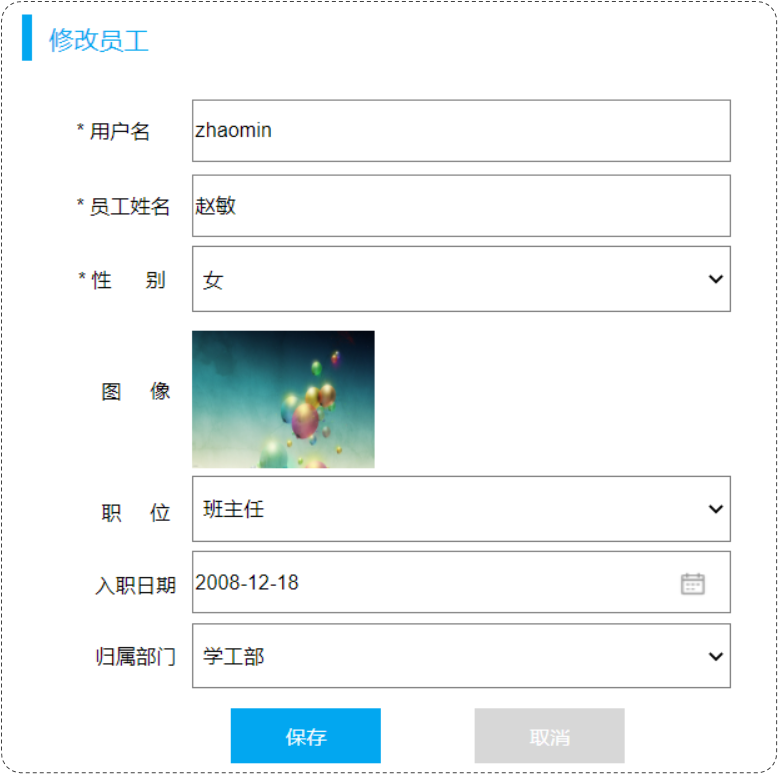 修改员工
* 用户名 zhaomin
* 员工姓名 赵敏
* 性 别 女
图 像
职 位 班主任
入职日期 2008-12-18
归属部门 学工部
保存 取消